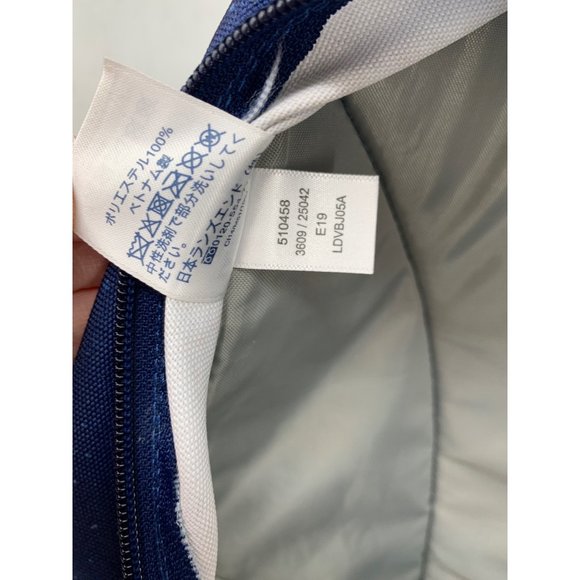 ポリエステル100%
ベトナム製
中性洗剤で部分洗いしてく
ださい。
日本ランズエンド
0120-554
510458
3609 / 25042
E19
LDVBJ05A